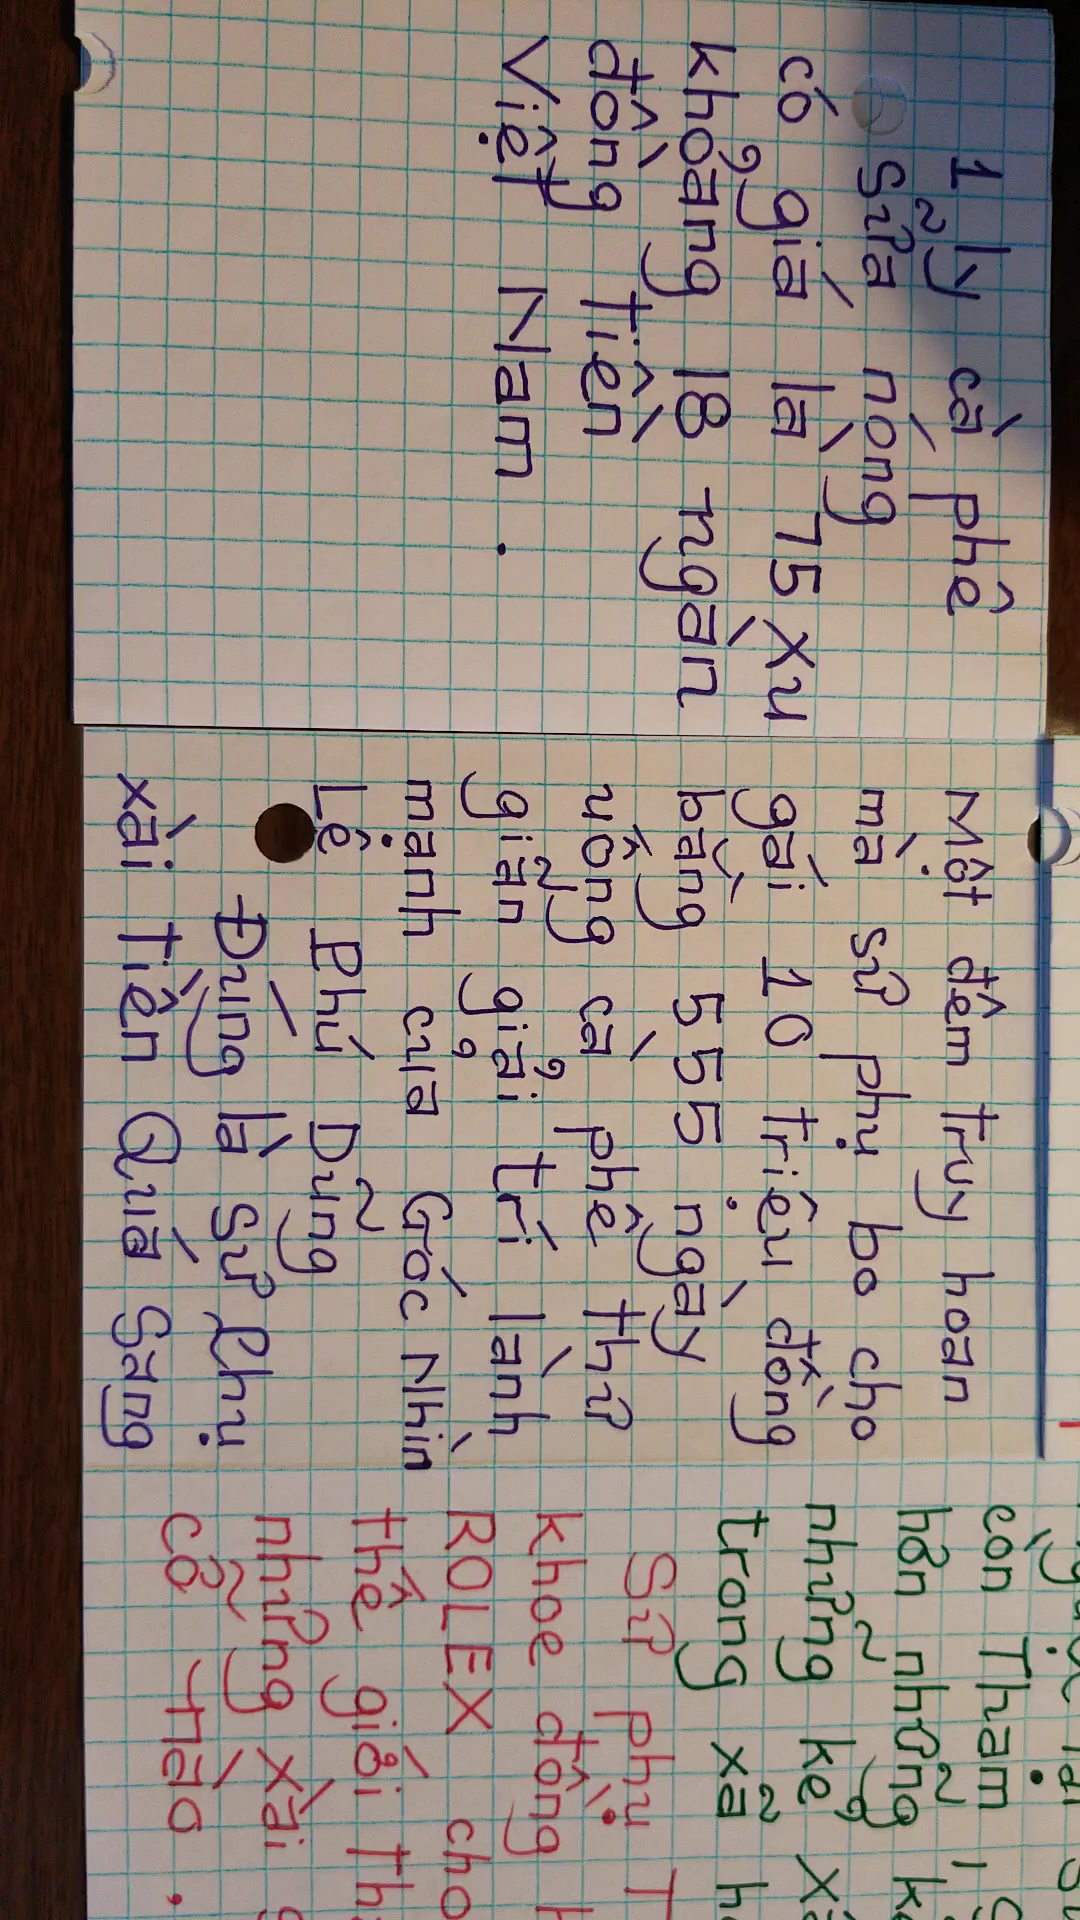 1 ly cà phê
sữa nóng
có giá là 75 xu
khoảng 18 ngàn
đồng tiền
Việt Nam.
Một đêm truy hoan
mà sư phụ bo cho
gái 10 triệu đồng
bằng 555 ngày
uống cà phê thư
giãn giải trí lành
mạnh của Góc Nhìn
Lê Phú Dũng
Đúng là Sư Phụ
xài tiền Quá Sang
còn Tham
hơn những
những kẻ
trong xã
Sư phụ T
khoe đồng h
ROLEX cho
thế giới Th
những xài
cỡ nào.